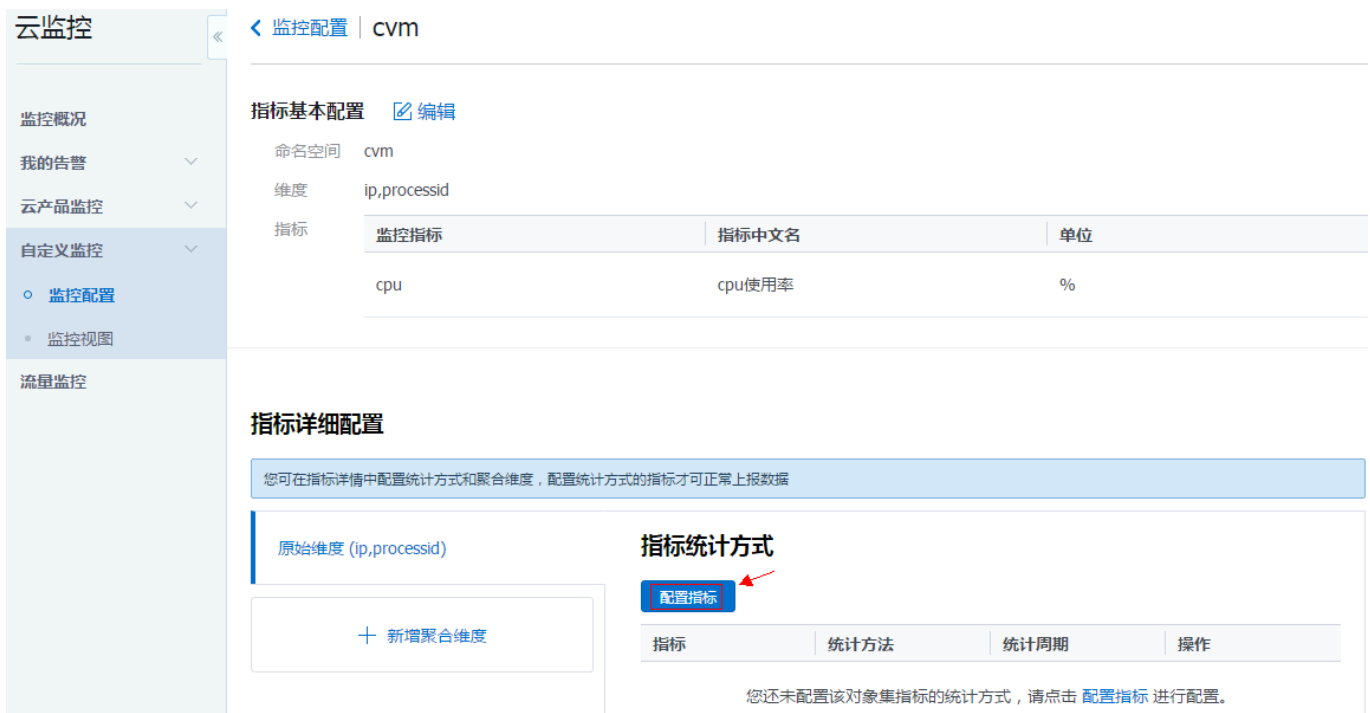 云监控
«
监控配置 | cvm
监控概况
我的告警
云产品监控
自定义监控
监控配置
监控视图
流量监控
指标基本配置 编辑
命名空间 cvm
维度 ip,processid
指标
监控指标 指标中文名 单位
cpu cpu使用率 %
指标详细配置
您可在指标详情中配置统计方式和聚合维度，配置统计方式的指标才可正常上报数据
原始维度 (ip,processid)
+ 新增聚合维度
指标统计方式
配置指标
指标 统计方法 统计周期 操作
您还未配置该对象集指标的统计方式，请点击 配置指标 进行配置。